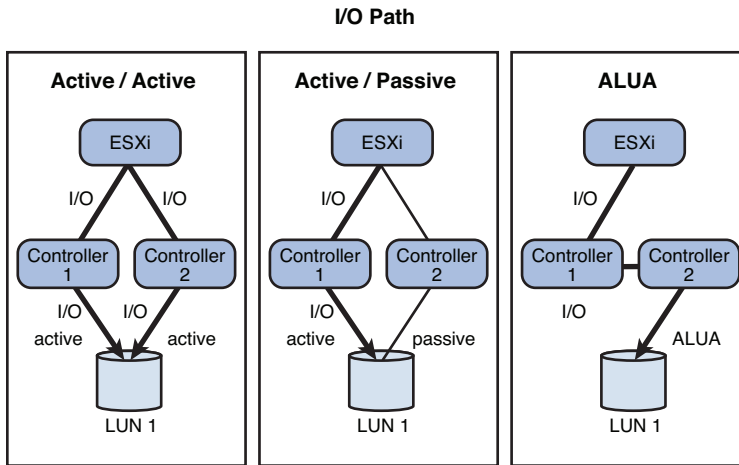 I/O Path
Active / Active
ESXi
I/O
I/O
Controller
1
Controller
2
I/O
I/O
active
active
LUN 1
Active / Passive
ESXi
I/O
Controller
1
Controller
2
I/O
active
passive
LUN 1
ALUA
ESXi
I/O
Controller
1
Controller
2
I/O
ALUA
LUN 1